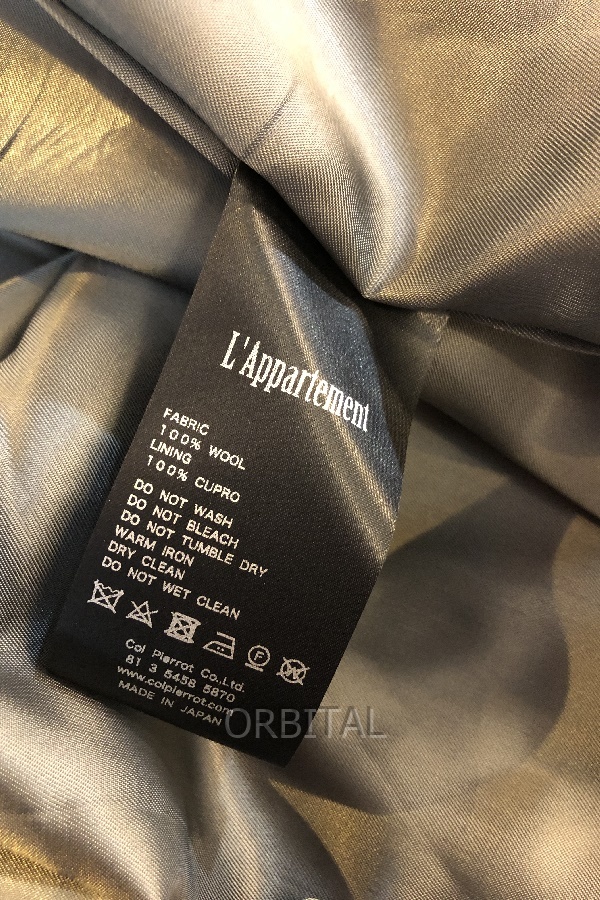 L'Appartement
FABRIC
100% WOOL
LINING
100% CUPRO
DO NOT WASH
DO NOT BLEACH
DO NOT TUMBLE DRY
WARM IRON
DRY CLEAN
DO NOT WET CLEAN
F
Col Pierrot Co.,Ltd.
81 3 5458 5870
www.colpierrot.com
MADE IN JAPAN
ORBITAL